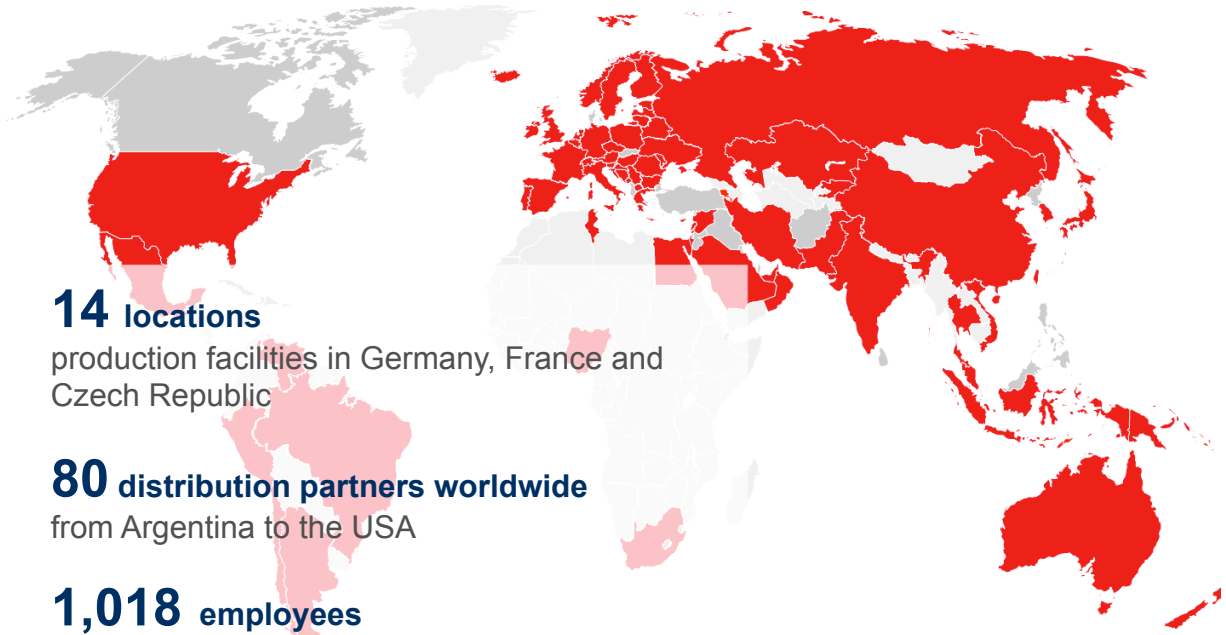 14 locations
production facilities in Germany, France and
Czech Republic
80 distribution partners worldwide
from Argentina to the USA
1,018 employees